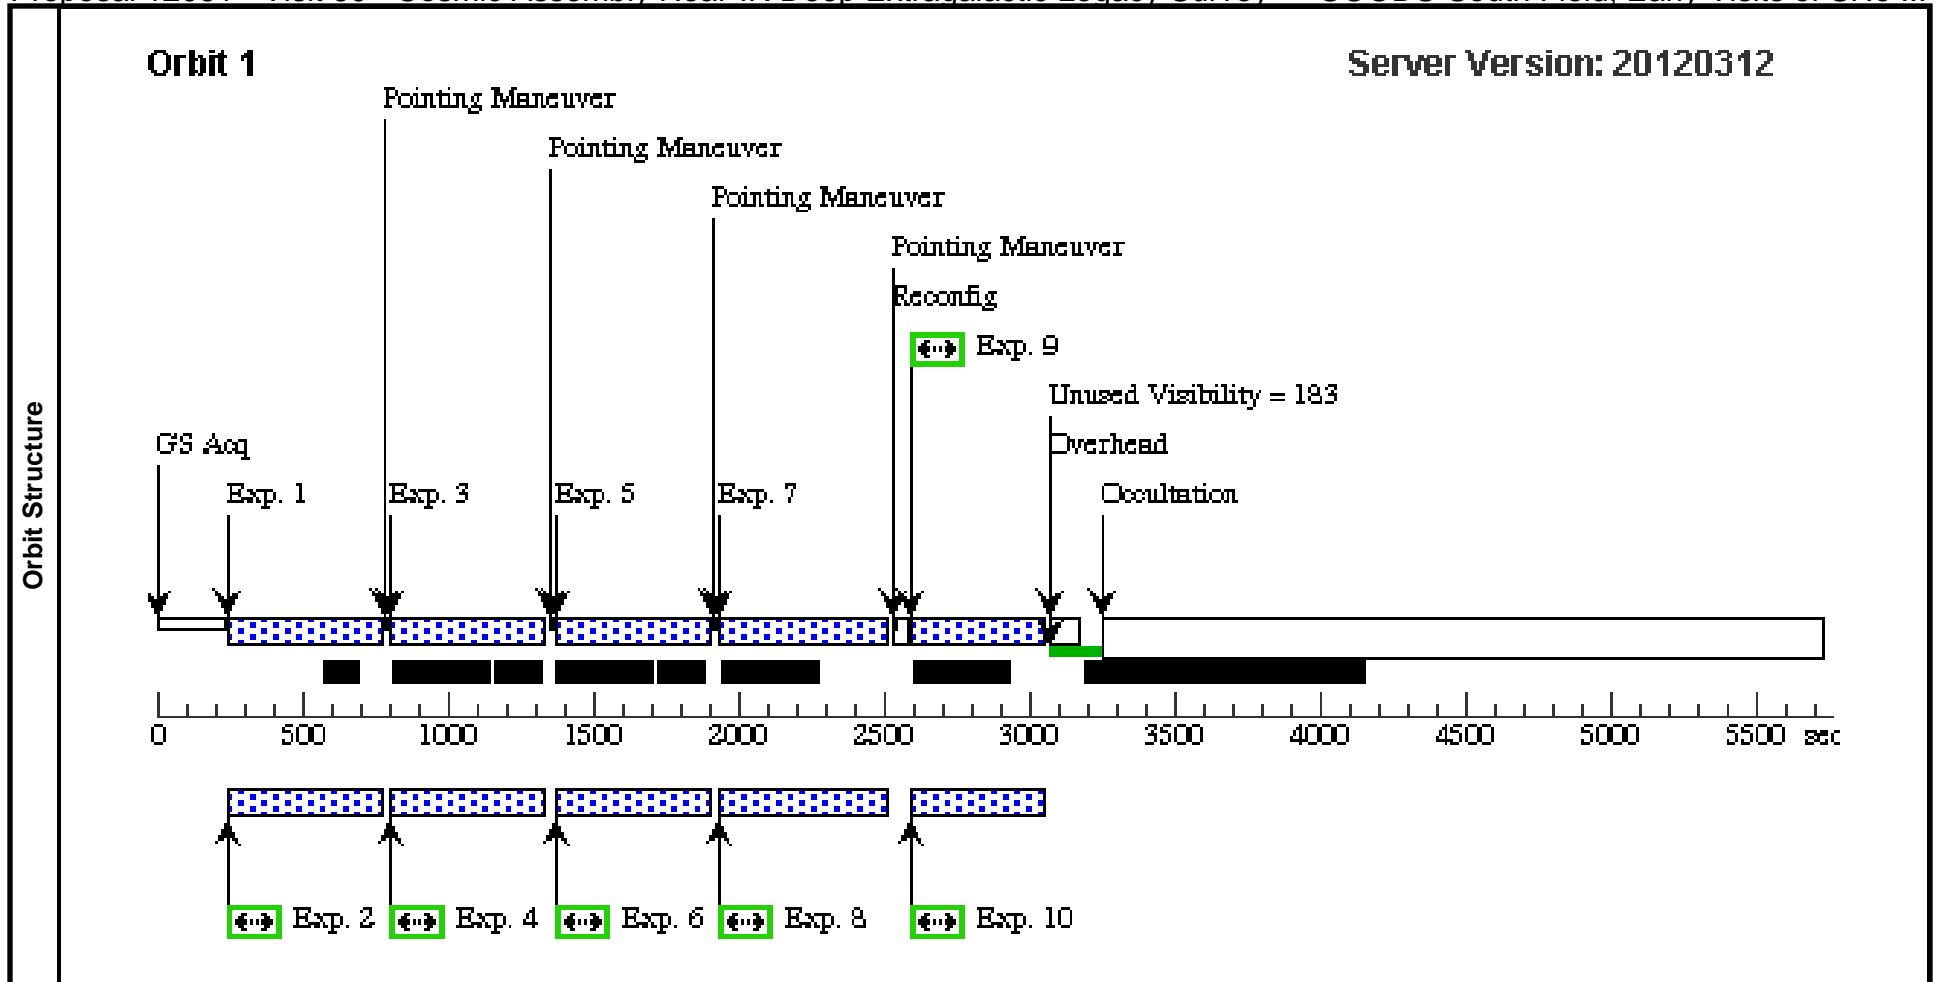 Orbit 1
Server Version: 20120312
Pointing Maneuver
Pointing Maneuver
Pointing Maneuver
Pointing Maneuver
Reconfig
Exp. 9
Unused Visibility = 183
Overhead
GS Acq
Exp. 1
Exp. 3
Exp. 5
Exp. 7
Occultation
Orbit Structure
0 500 1000 1500 2000 2500 3000 3500 4000 4500 5000 5500 sec
Exp. 2
Exp. 4
Exp. 6
Exp. 8
Exp. 10